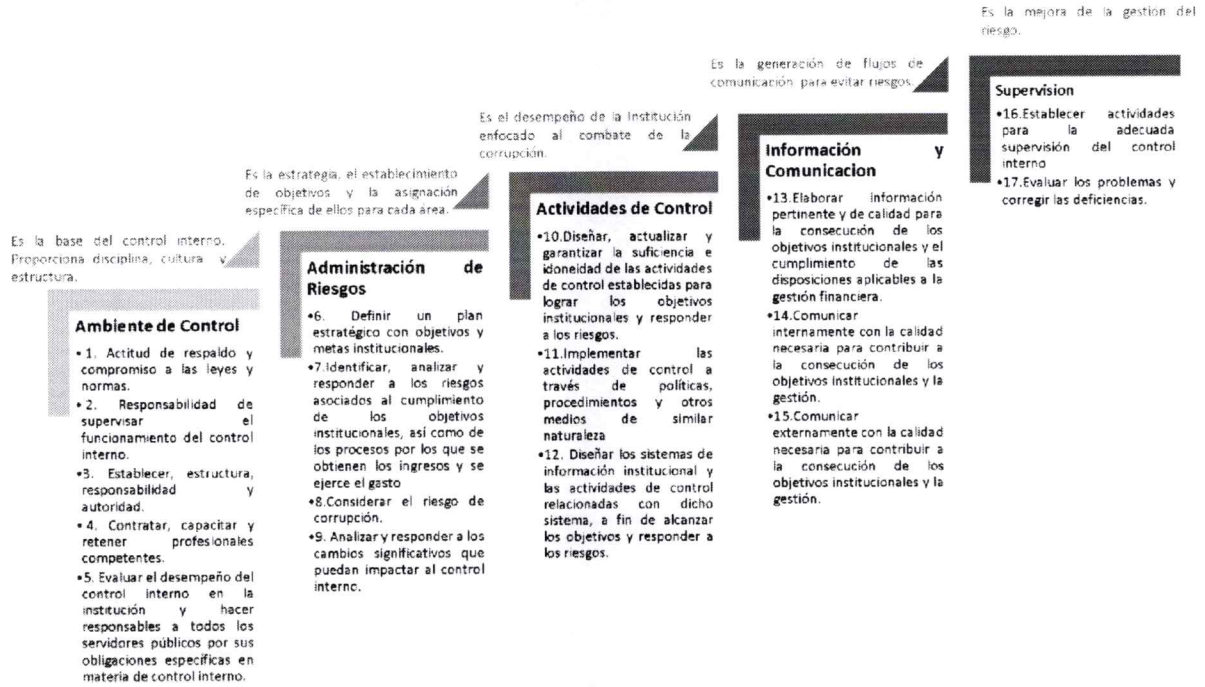 Es la base del control interno.
Proporciona disciplina, cultura y
estructura.
Ambiente de Control
• 1. Actitud de respaldo y
compromiso a las leyes y
normas.
• 2. Responsabilidad de
supervisar el
funcionamiento del control
interno.
•3. Establecer, estructura,
responsabilidad y
autoridad.
• 4. Contratar, capacitar y
retener profesionales
competentes.
•5. Evaluar el desempeño del
control interno en la
institución y hacer
responsables a todos los
servidores públicos por sus
obligaciones específicas en
materia de control interno.
Es la estrategia, el establecimiento
de objetivos y la asignación
específica de ellos para cada área.
Administración de
Riesgos
•6. Definir un plan
estratégico con objetivos y
metas institucionales.
•7.Identificar, analizar y
responder a los riesgos
asociados al cumplimiento
de los objetivos
institucionales, así como de
los procesos por los que se
obtienen los ingresos y se
ejerce el gasto
•8.Considerar el riesgo de
corrupción.
•9. Analizar y responder a los
cambios significativos que
puedan impactar al control
interno.
Es el desempeño de la Institución
enfocado al combate de la
corrupción.
Actividades de Control
•10.Diseñar, actualizar y
garantizar la suficiencia e
idoneidad de las actividades
de control establecidas para
lograr los objetivos
institucionales y responder
a los riesgos.
•11.Implementar las
actividades de control a
través de políticas,
procedimientos y otros
medios de similar
naturaleza
•12. Diseñar los sistemas de
información institucional y
las actividades de control
relacionadas con dicho
sistema, a fin de alcanzar
los objetivos y responder a
los riesgos.
Es la generación de flujos de
comunicación para evitar riesgos.
Información y
Comunicacion
•13.Elaborar información
pertinente y de calidad para
la consecución de los
objetivos institucionales y el
cumplimiento de las
disposiciones aplicables a la
gestión financiera.
•14.Comunicar
internamente con la calidad
necesaria para contribuir a
la consecución de los
objetivos institucionales y la
gestión.
•15.Comunicar
externamente con la calidad
necesaria para contribuir a
la consecución de los
objetivos institucionales y la
gestión.
Es la mejora de la gestión del
riesgo.
Supervision
•16.Establecer actividades
para la adecuada
supervisión del control
interno
•17.Evaluar los problemas y
corregir las deficiencias.